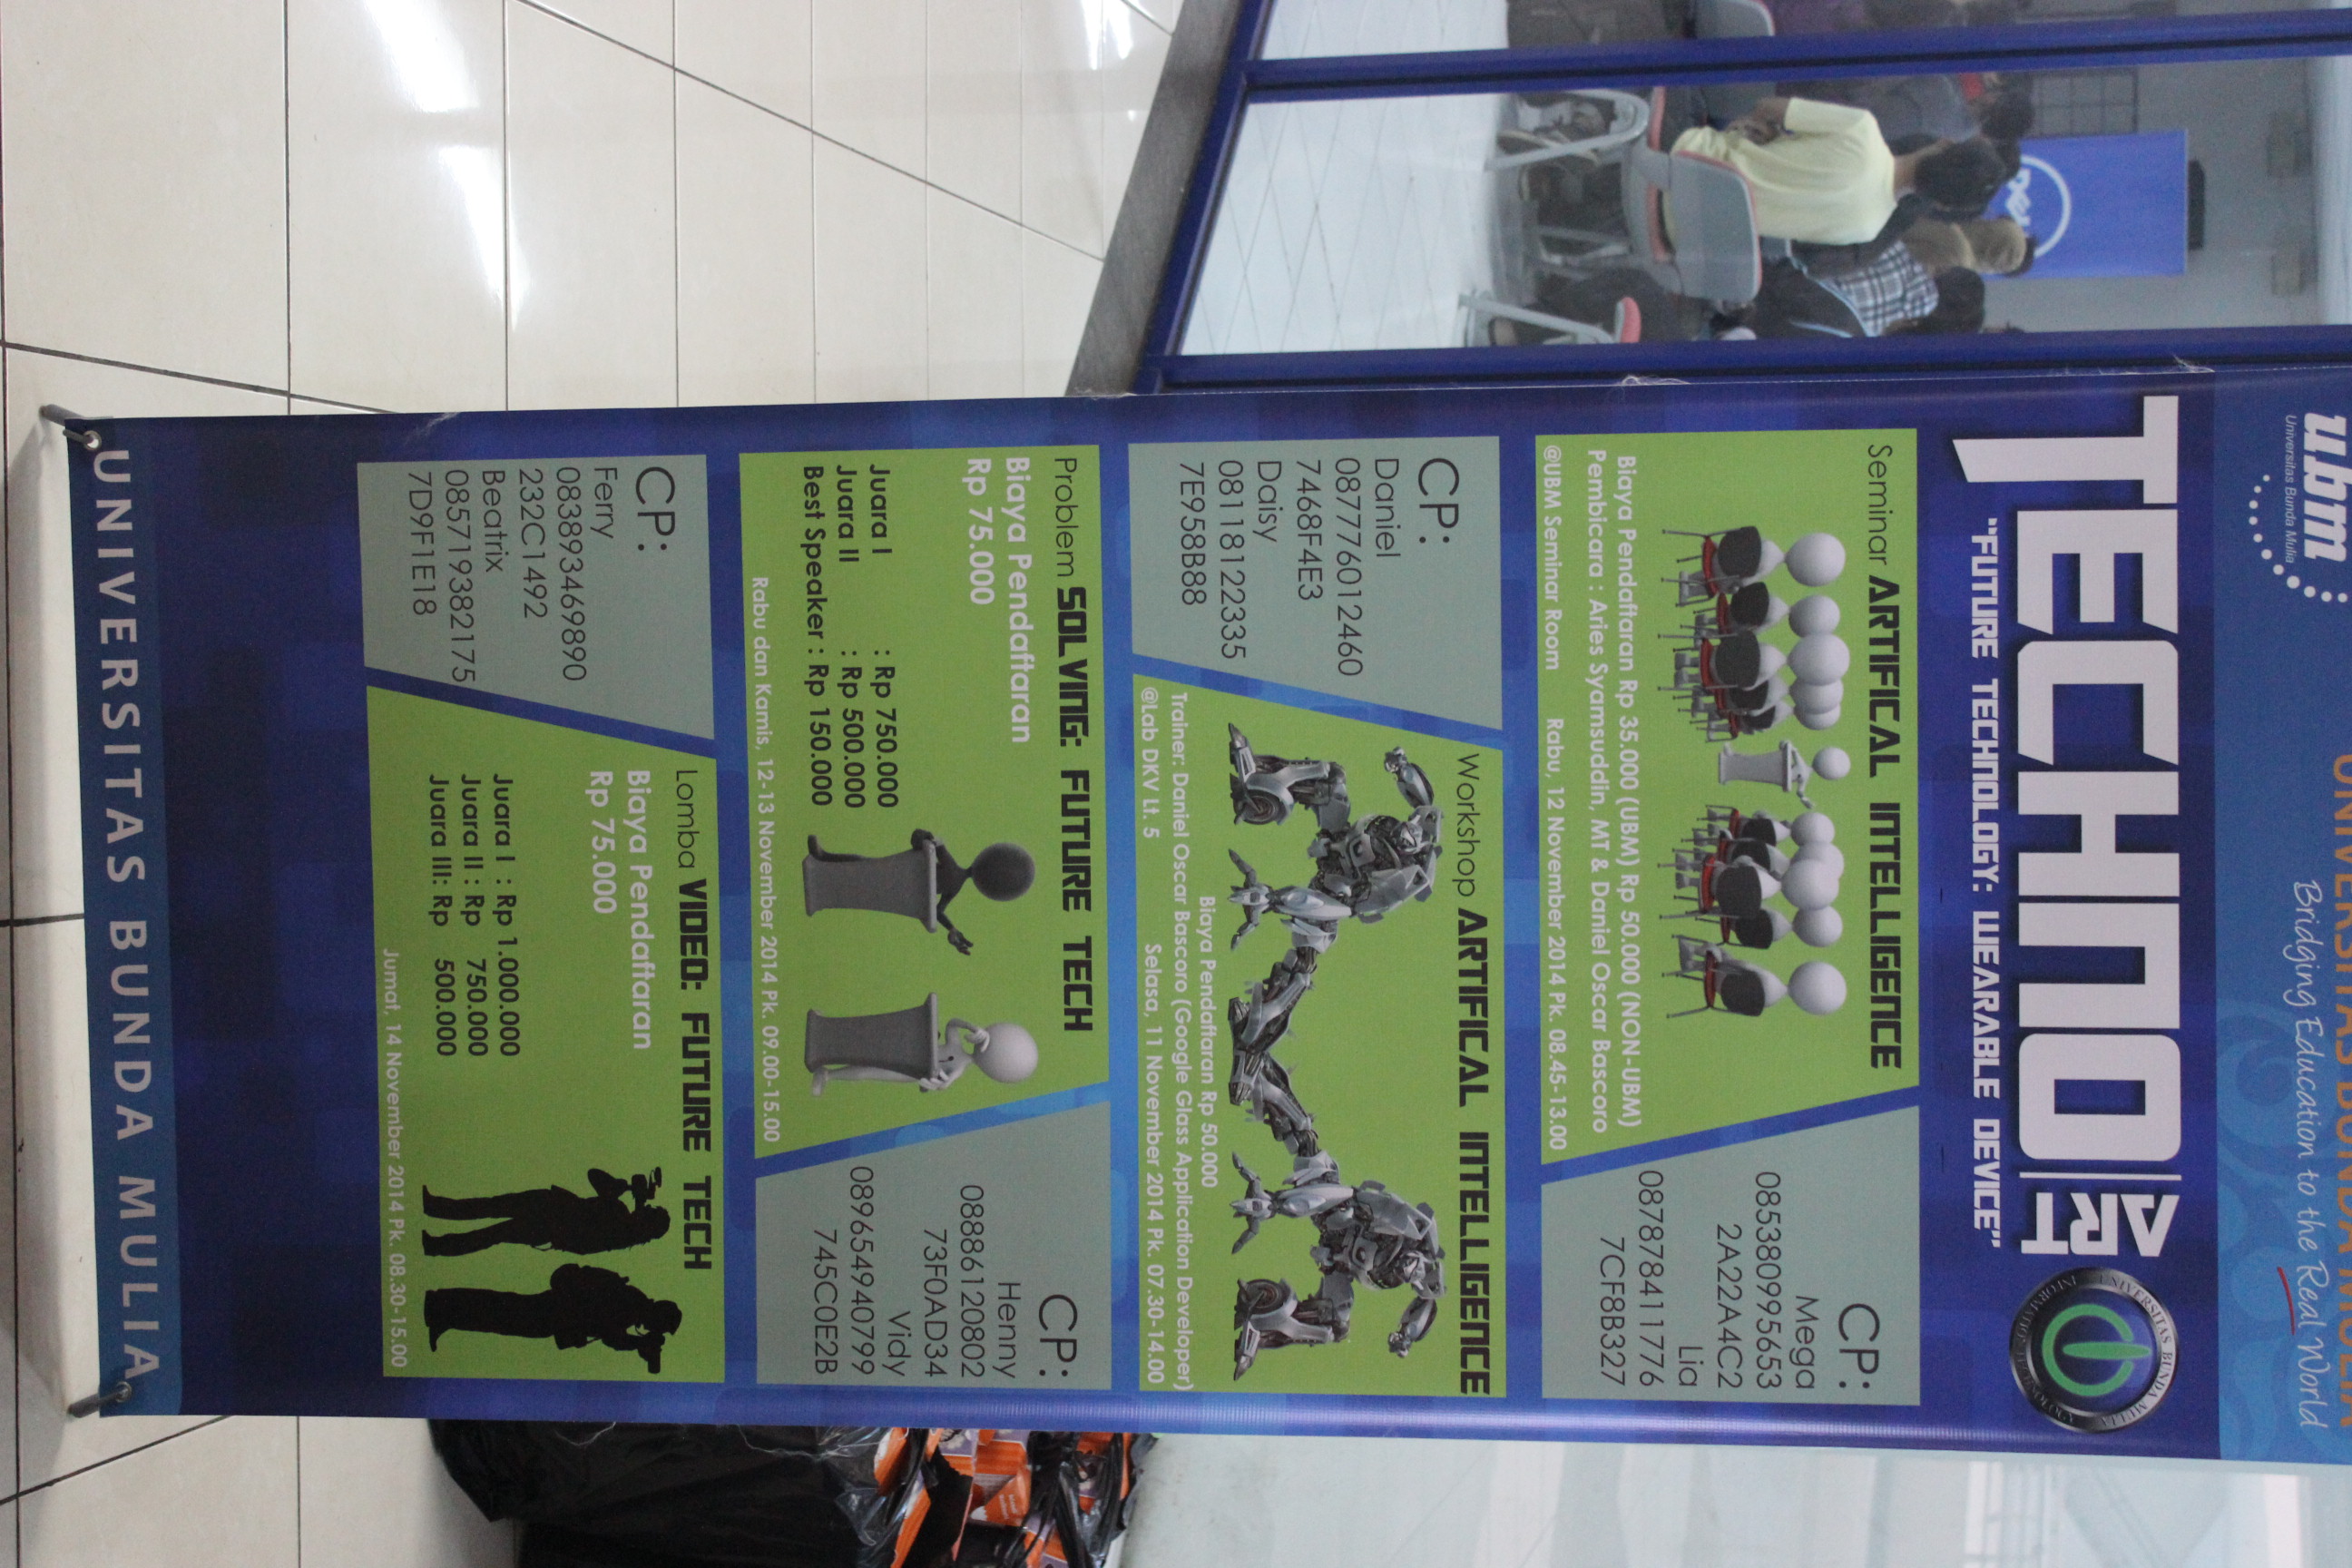 ubm
Universitas Bunda Mulia
UNIVERSITAS BUNDA MULIA
Bridging Education to the Real World
TECHNO
ART
UNIVERSITAS BUNDA MULIA
INFORMATION TECHNOLOGY
"FUTURE TECHNOLOGY: WEARABLE DEVICE"
DELL
Seminar ARTIFICAL INTELLIGENCE
Biaya Pendaftaran Rp 35.000 (UBM) Rp 50.000 (NON-UBM)
Pembicara : Aries Syamsuddin, MT & Daniel Oscar Bascoro
@UBM Seminar Room Rabu, 12 November 2014 Pk. 08.45-13.00
CP:
Mega
085380995653
2A22A4C2
Lia
087878411776
7CF8B327
CP:
Daniel
087776012460
7468F4E3
Daisy
08118122335
7E958B88
Workshop ARTIFICAL INTELLIGENCE
Biaya Pendaftaran Rp 50.000
Trainer: Daniel Oscar Bascoro (Google Glass Application Developer)
@Lab DKV Lt. 5 Selasa, 11 November 2014 Pk. 07.30-14.00
Problem SOLVING: FUTURE TECH
Biaya Pendaftaran
Rp 75.000
Juara I : Rp 750.000
Juara II : Rp 500.000
Best Speaker : Rp 150.000
Rabu dan Kamis, 12-13 November 2014 Pk. 09.00-15.00
CP:
Henny
08886120802
73F0AD34
Vidy
089654940799
745C0E2B
CP:
Ferry
083893469890
232C1492
Beatrix
085719382175
7D9F1E18
Lomba VIDEO: FUTURE TECH
Biaya Pendaftaran
Rp 75.000
Juara I : Rp 1.000.000
Juara II : Rp 750.000
Juara III: Rp 500.000
Jumat, 14 November 2014 Pk. 08.30-15.00
UNIVERSITAS BUNDA MULIA